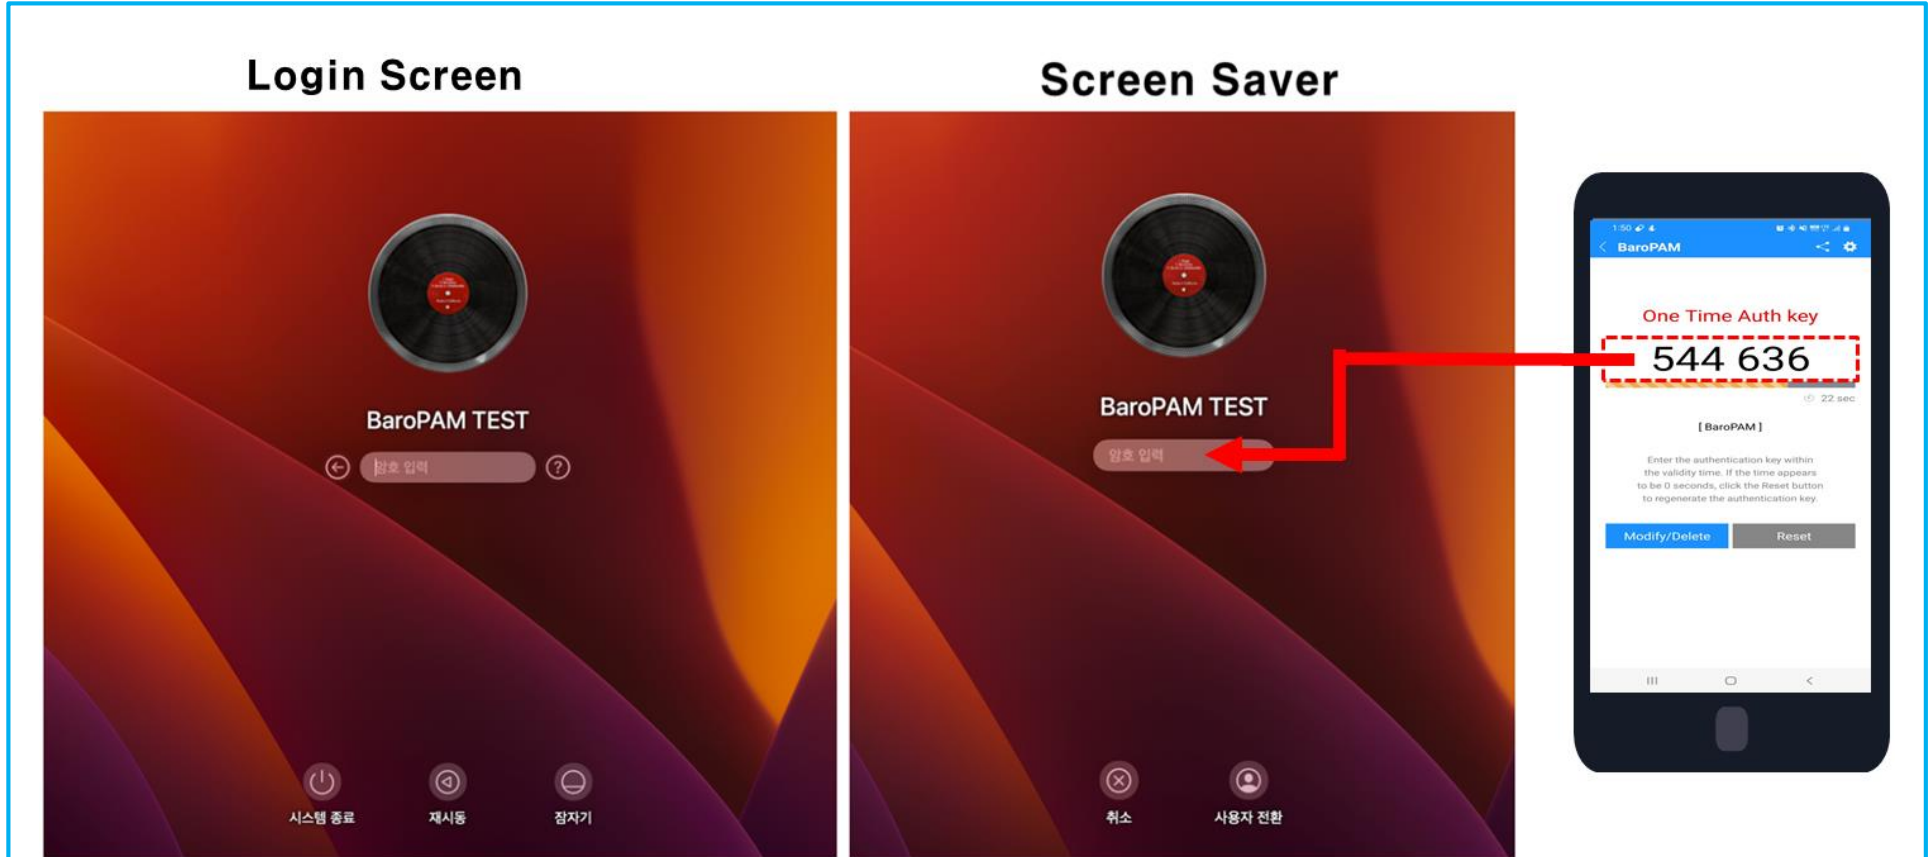 Login Screen
BaroPAM TEST
암호 입력
?
시스템 종료
재시동
잠자기
Screen Saver
BaroPAM TEST
암호 입력
취소
사용자 전환
1:50
BaroPAM
One Time Auth key
544 636
22 sec
[ BaroPAM ]
Enter the authentication key within
the validity time. If the time appears
to be 0 seconds, click the Reset button
to regenerate the authentication key.
Modify/Delete
Reset